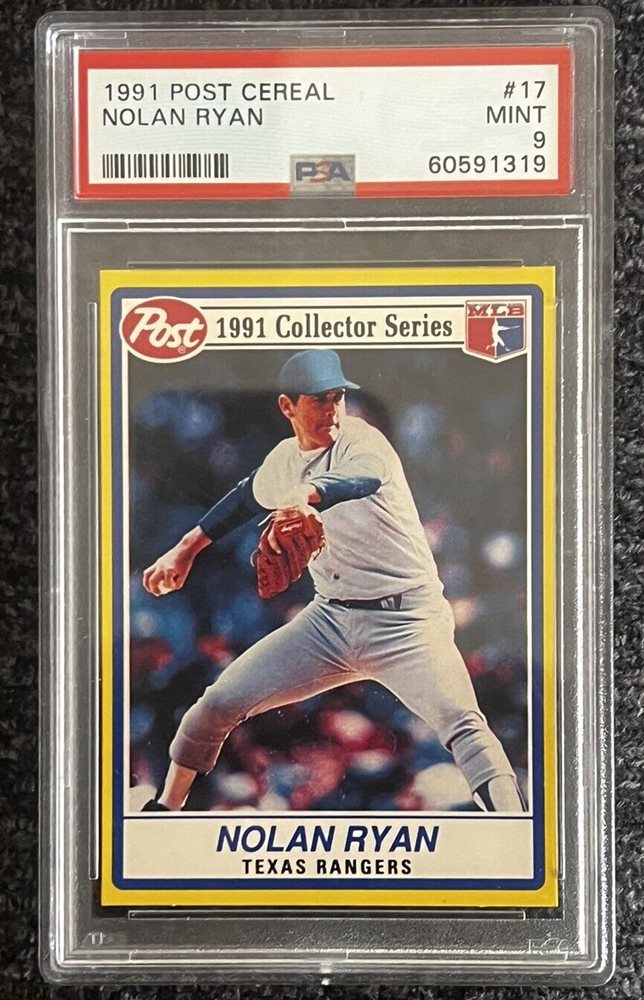 1991 POST CEREAL #17
NOLAN RYAN MINT
9
60591319
PSA
Post ®
1991 Collector Series
MLB
NOLAN RYAN
TEXAS RANGERS